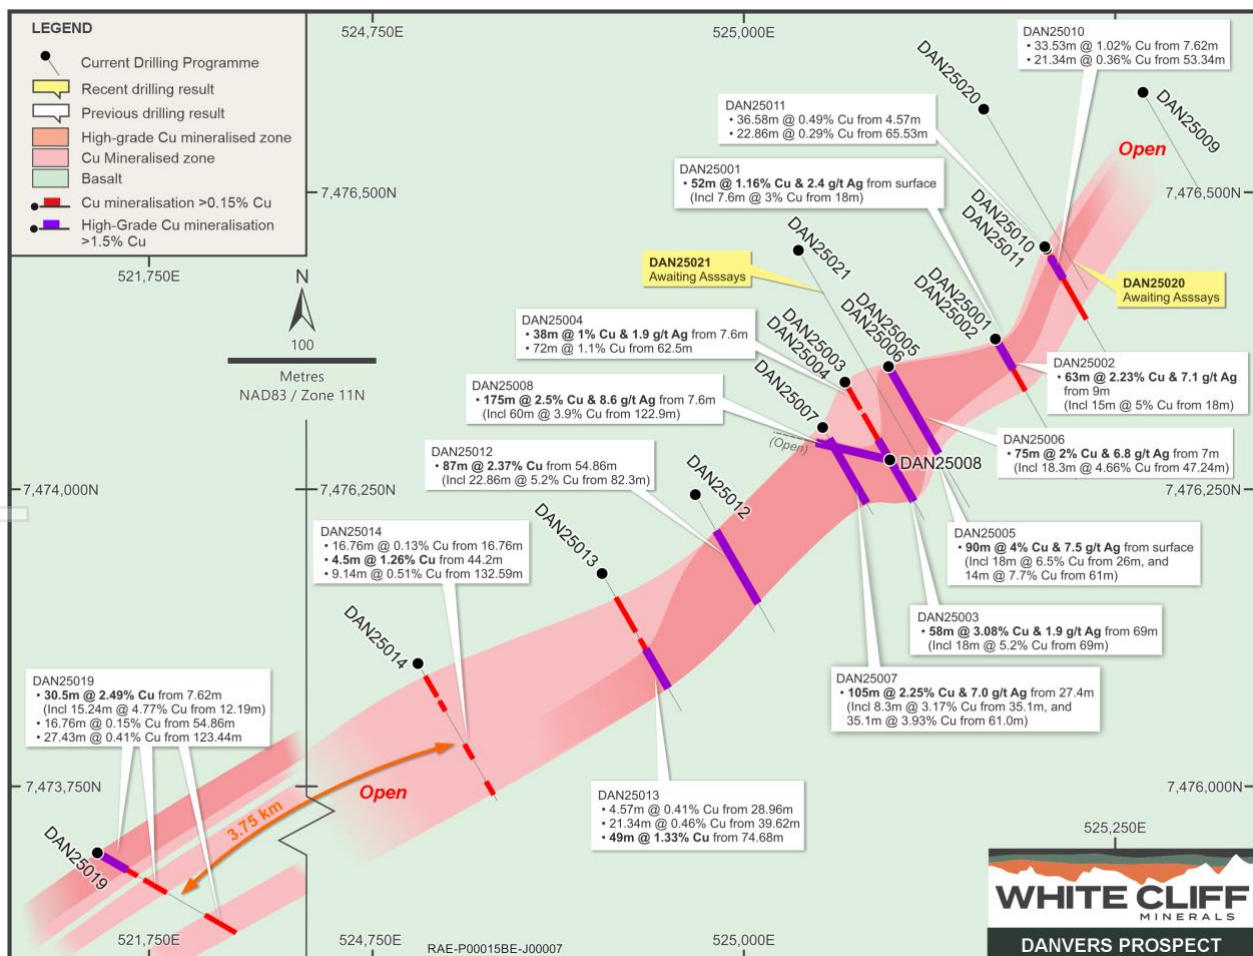 LEGEND
Current Drilling Programme
Recent drilling result
Previous drilling result
High-grade Cu mineralised zone
Cu Mineralised zone
Basalt
Cu mineralisation >0.15% Cu
High-Grade Cu mineralisation
>1.5% Cu
524,750E
525,000E
7,476,500N
7,476,500N
521,750E
N
100
Metres
NAD83 / Zone 11N
DAN25010
• 33.53m @ 1.02% Cu from 7.62m
• 21.34m @ 0.36% Cu from 53.34m
DAN25020
DAN25009
DAN25011
• 36.58m @ 0.49% Cu from 4.57m
• 22.86m @ 0.29% Cu from 65.53m
Open
DAN25001
• 52m @ 1.16% Cu & 2.4 g/t Ag from surface
(Incl 7.6m @ 3% Cu from 18m)
DAN25010
DAN25011
DAN25021
DAN25021
Awaiting Asssays
DAN25020
Awaiting Asssays
DAN25001
DAN25002
DAN25004
• 38m @ 1% Cu & 1.9 g/t Ag from 7.6m
• 72m @ 1.1% Cu from 62.5m
DAN25003
DAN25004
DAN25005
DAN25006
DAN25002
• 63m @ 2.23% Cu & 7.1 g/t Ag
from 9m
(Incl 15m @ 5% Cu from 18m)
DAN25008
• 175m @ 2.5% Cu & 8.6 g/t Ag from 7.6m
(Incl 60m @ 3.9% Cu from 122.9m)
DAN25007
(Open)
DAN25008
DAN25006
• 75m @ 2% Cu & 6.8 g/t Ag from 7m
(Incl 18.3m @ 4.66% Cu from 47.24m)
DAN25012
• 87m @ 2.37% Cu from 54.86m
(Incl 22.86m @ 5.2% Cu from 82.3m)
DAN25012
7,474,000N
7,476,250N
7,476,250N
DAN25014
• 16.76m @ 0.13% Cu from 16.76m
• 4.5m @ 1.26% Cu from 44.2m
• 9.14m @ 0.51% Cu from 132.59m
DAN25013
DAN25005
• 90m @ 4% Cu & 7.5 g/t Ag from surface
(Incl 18m @ 6.5% Cu from 26m, and
14m @ 7.7% Cu from 61m)
DAN25014
DAN25003
• 58m @ 3.08% Cu & 1.9 g/t Ag from 69m
(Incl 18m @ 5.2% Cu from 69m)
DAN25019
• 30.5m @ 2.49% Cu from 7.62m
(Incl 15.24m @ 4.77% Cu from 12.19m)
• 16.76m @ 0.15% Cu from 54.86m
• 27.43m @ 0.41% Cu from 123.44m
DAN25007
• 105m @ 2.25% Cu & 7.0 g/t Ag from 27.4m
(Incl 8.3m @ 3.17% Cu from 35.1m, and
35.1m @ 3.93% Cu from 61.0m)
7,473,750N
Open
3.75 km
DAN25013
• 4.57m @ 0.41% Cu from 28.96m
• 21.34m @ 0.46% Cu from 39.62m
• 49m @ 1.33% Cu from 74.68m
7,476,000N
DAN25019
525,250E
WHITE CLIFF
MINERALS
DANVERS PROSPECT
521,750E
524,750E
RAE-P00015BE-J00007
525,000E